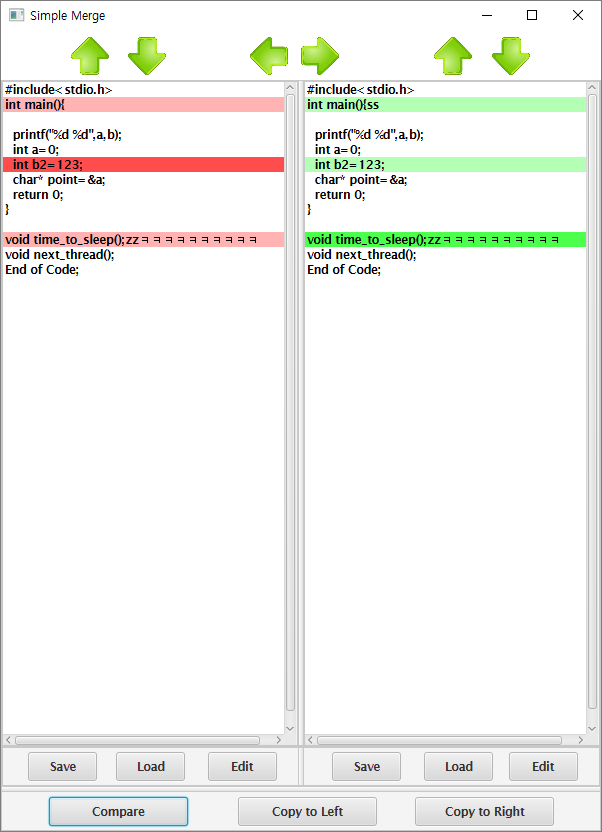 Simple Merge
#include<stdio.h>
int main(){
printf("%d %d",a,b);
int a=0;
int b2=123;
char* point=&a;
return 0;
}
void time_to_sleep();zzㅋㅋㅋㅋㅋㅋㅋㅋㅋㅋ
void next_thread();
End of Code;
#include<stdio.h>
int main(){ss
printf("%d %d",a,b);
int a=0;
int b2=123;
char* point=&a;
return 0;
}
void time_to_sleep();zzㅋㅋㅋㅋㅋㅋㅋㅋㅋㅋ
void next_thread();
End of Code;
Save Load Edit Save Load Edit
Compare Copy to Left Copy to Right